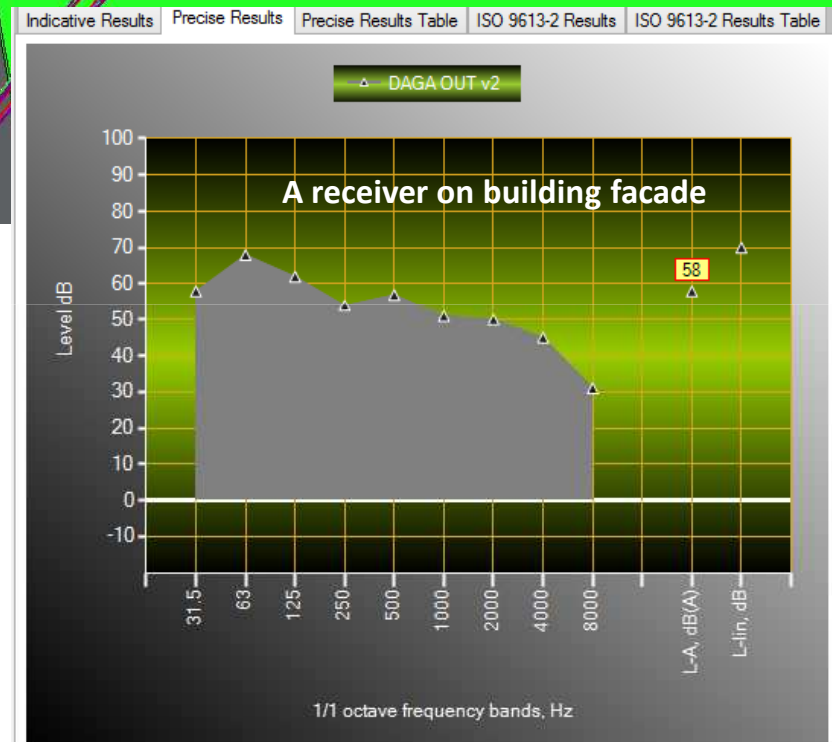 Indicative Results Precise Results Precise Results Table ISO 9613-2 Results ISO 9613-2 Results Table
DAGA OUT v2
A receiver on building facade
100
90
80
70
60
50
40
30
20
10
0
-10
Level dB
58
31.5 63 125 250 500 1000 2000 4000 8000 L-A, dB(A) L-lin, dB
1/1 octave frequency bands, Hz